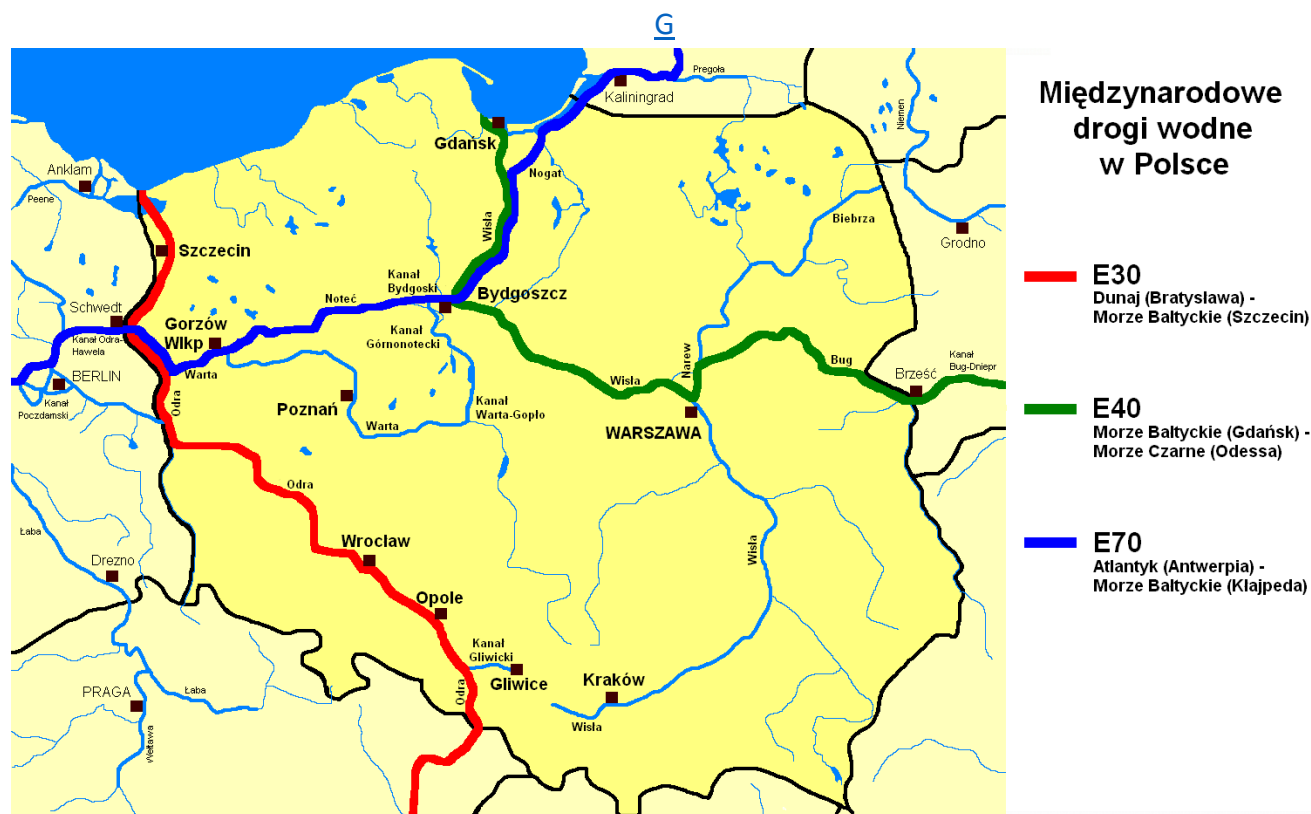 G
Pregoła
Kaliningrad
Niemen
Gdańsk
Anklam
Peene
Nogat
Wisła
Biebrza
Grodno
Szczecin
Kanał
Bydgoski
Bydgoszcz
Schwedt
Noteć
Gorzów
Wlkp
Kanał Odra-
Hawela
Kanał
Górnonotecki
Warta
BERLIN
Kanał
Poczdamski
Odra
Poznań
Warta
Kanał
Warta-Gopło
Wisła
Narew
WARSZAWA
Bug
Brześć
Kanał
Bug-Dniepr
Odra
Łaba
Drezno
Wrocław
Wisła
Opole
Kanał
Gliwicki
Gliwice
Odra
Kraków
Wisła
PRAGA
Łaba
Wełtawa
Międzynarodowe
drogi wodne
w Polsce
E30
Dunaj (Bratysława) -
Morze Bałtyckie (Szczecin)
E40
Morze Bałtyckie (Gdańsk) -
Morze Czarne (Odessa)
E70
Atlantyk (Antwerpia) -
Morze Bałtyckie (Kłajpeda)